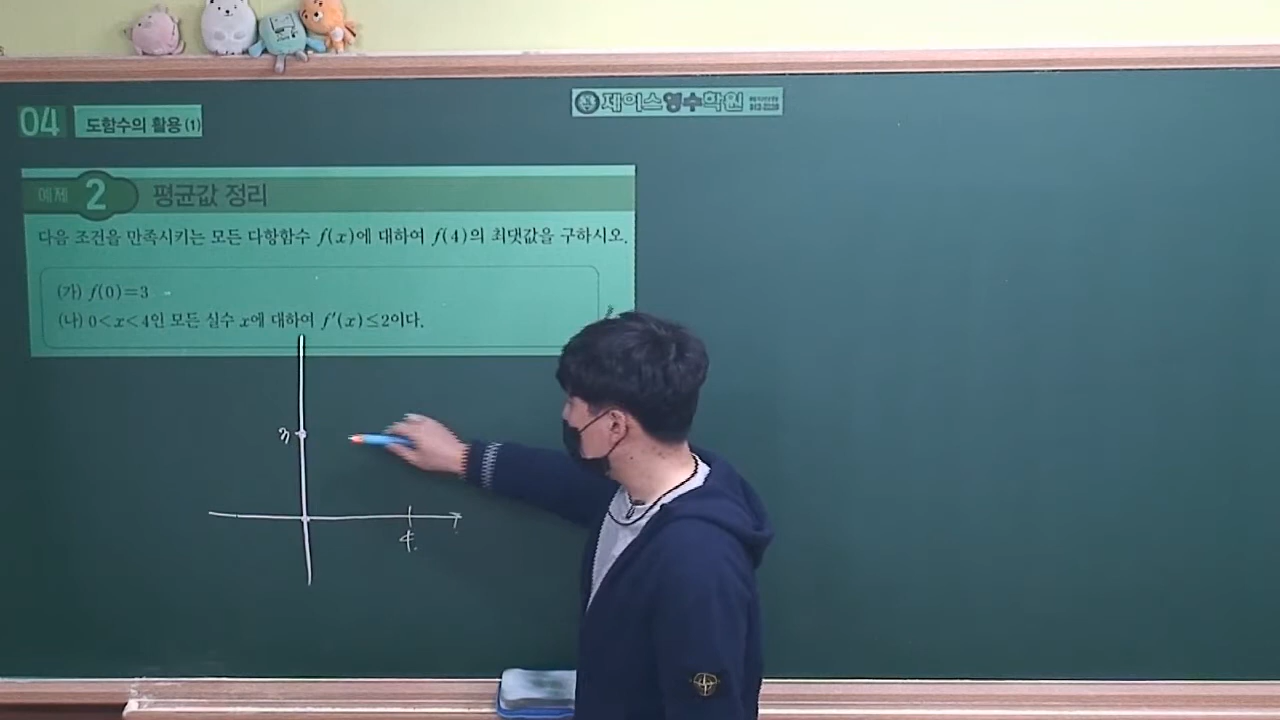 04 도함수의 활용 (1)
제이스영수학원
예제 2 평균값 정리
다음 조건을 만족시키는 모든 다항함수 f(x)에 대하여 f(4)의 최댓값을 구하시오.
(가) f(0)=3
(나) 0<x<4인 모든 실수 x에 대하여 f'(x)≤2이다.
3
4